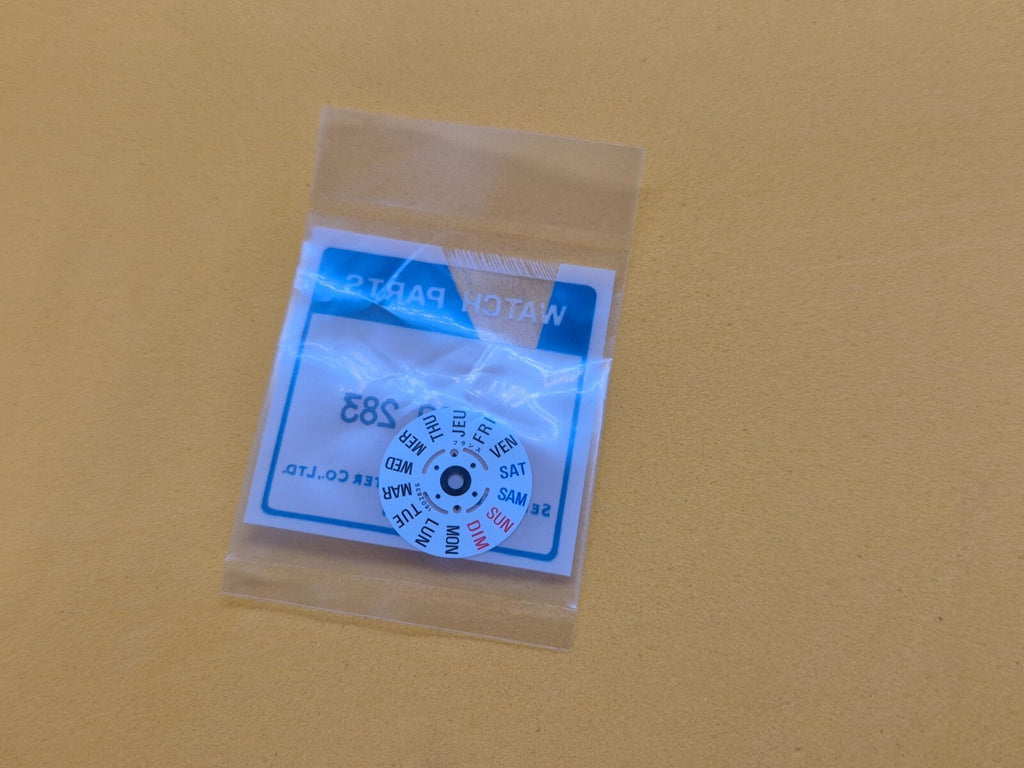 WATCH PARTS
283
TER CO.,LTD.
SE
THU
JEU
FRI
VEN
SAT
SAM
SUN
DIM
MON
LUN
TUE
MAR
WED
MER
フランス